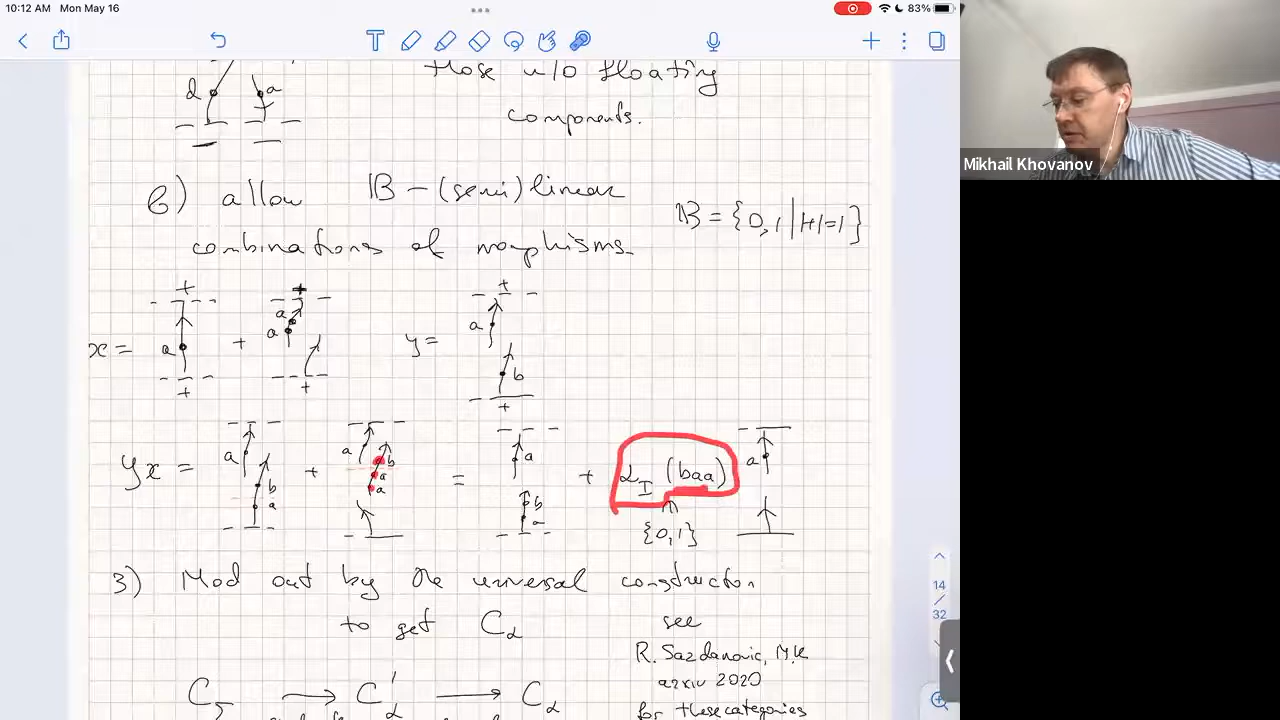 10:12 AM Mon May 16
83%
those w/o floating
d a
components.
b) allow 𝔹-(semi)linear
combinations of morphisms.
𝔹 = {0,1 | 1+1=1}
+ + +
x = a + a a y = a b
+ + +
yx = a b a + a b a a = a b a + α_I (baa) a
{0,1}
3) Mod out by the universal construction
to get C_α see
R. Sazdanovic, M.K
arxiv 2020
C → C'_α → C_α
for these categories
14
/
32
Mikhail Khovanov